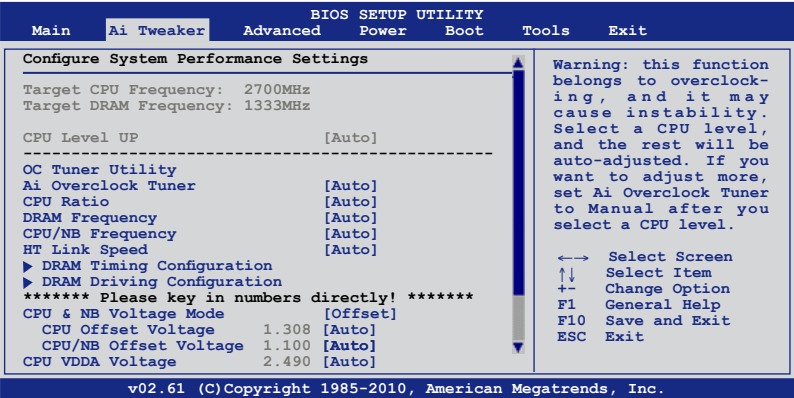 BIOS SETUP UTILITY
Main Ai Tweaker Advanced Power Boot Tools Exit
Configure System Performance Settings
Target CPU Frequency: 2700MHz
Target DRAM Frequency: 1333MHz
CPU Level UP [Auto]
-------------------------------------------------
OC Tuner Utility
Ai Overclock Tuner [Auto]
CPU Ratio [Auto]
DRAM Frequency [Auto]
CPU/NB Frequency [Auto]
HT Link Speed [Auto]
DRAM Timing Configuration
DRAM Driving Configuration
******* Please key in numbers directly! *******
CPU & NB Voltage Mode [Offset]
CPU Offset Voltage 1.308 [Auto]
CPU/NB Offset Voltage 1.100 [Auto]
CPU VDDA Voltage 2.490 [Auto]
Warning: this function
belongs to overclock-
ing, and it may
cause instability.
Select a CPU level,
and the rest will be
auto-adjusted. If you
want to adjust more,
set Ai Overclock Tuner
to Manual after you
select a CPU level.
←→ Select Screen
↑↓ Select Item
+- Change Option
F1 General Help
F10 Save and Exit
ESC Exit
v02.61 (C)Copyright 1985-2010, American Megatrends, Inc.